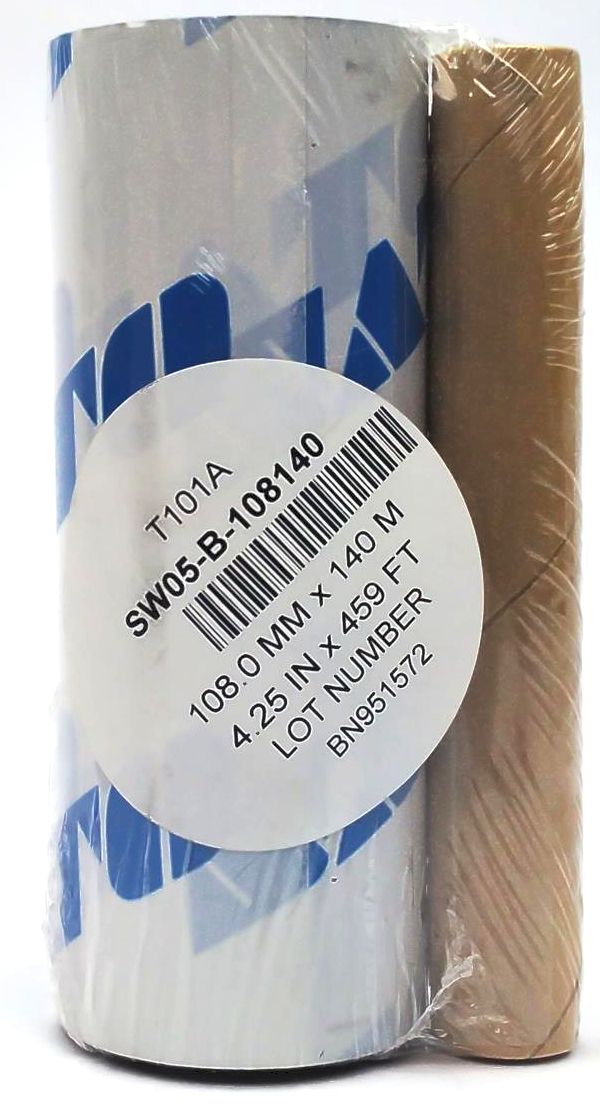 T101A
SW05-B-108140
108.0 MM x 140 M
4.25 IN x 459 FT
LOT NUMBER
BN951572